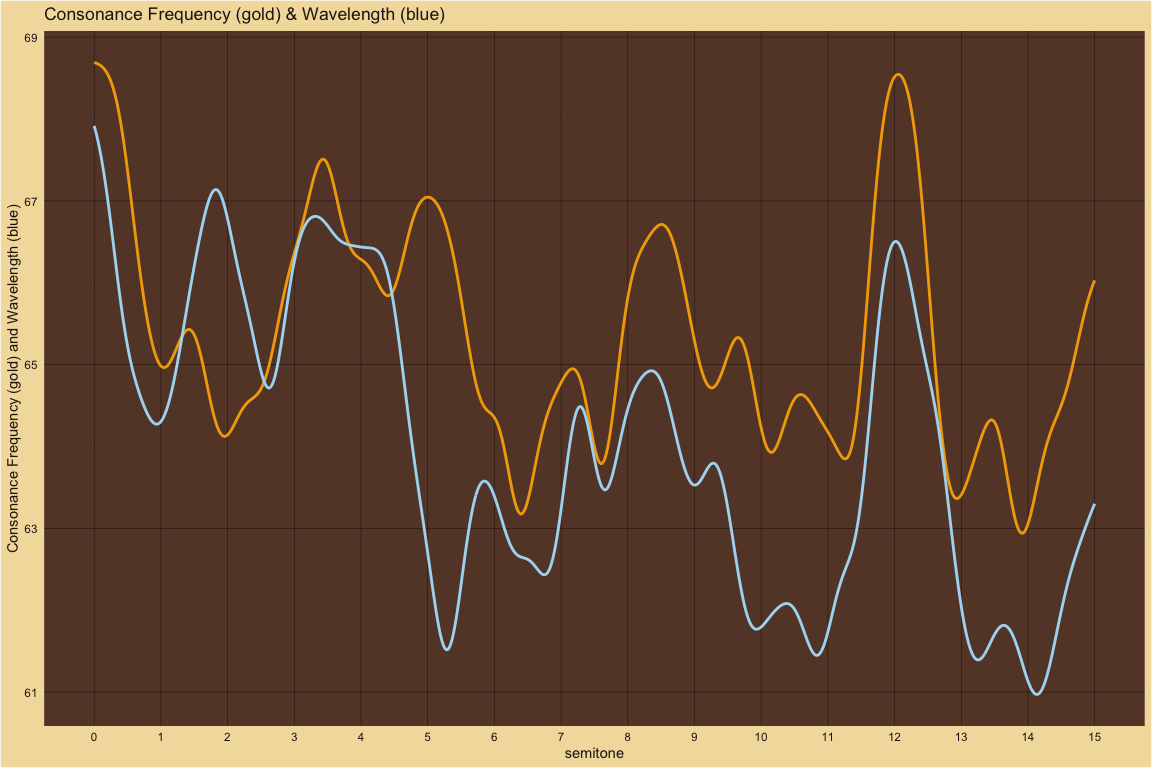 Consonance Frequency (gold) & Wavelength (blue)
Consonance Frequency (gold) and Wavelength (blue)
69
67
65
63
61
0 1 2 3 4 5 6 7 8 9 10 11 12 13 14 15
semitone